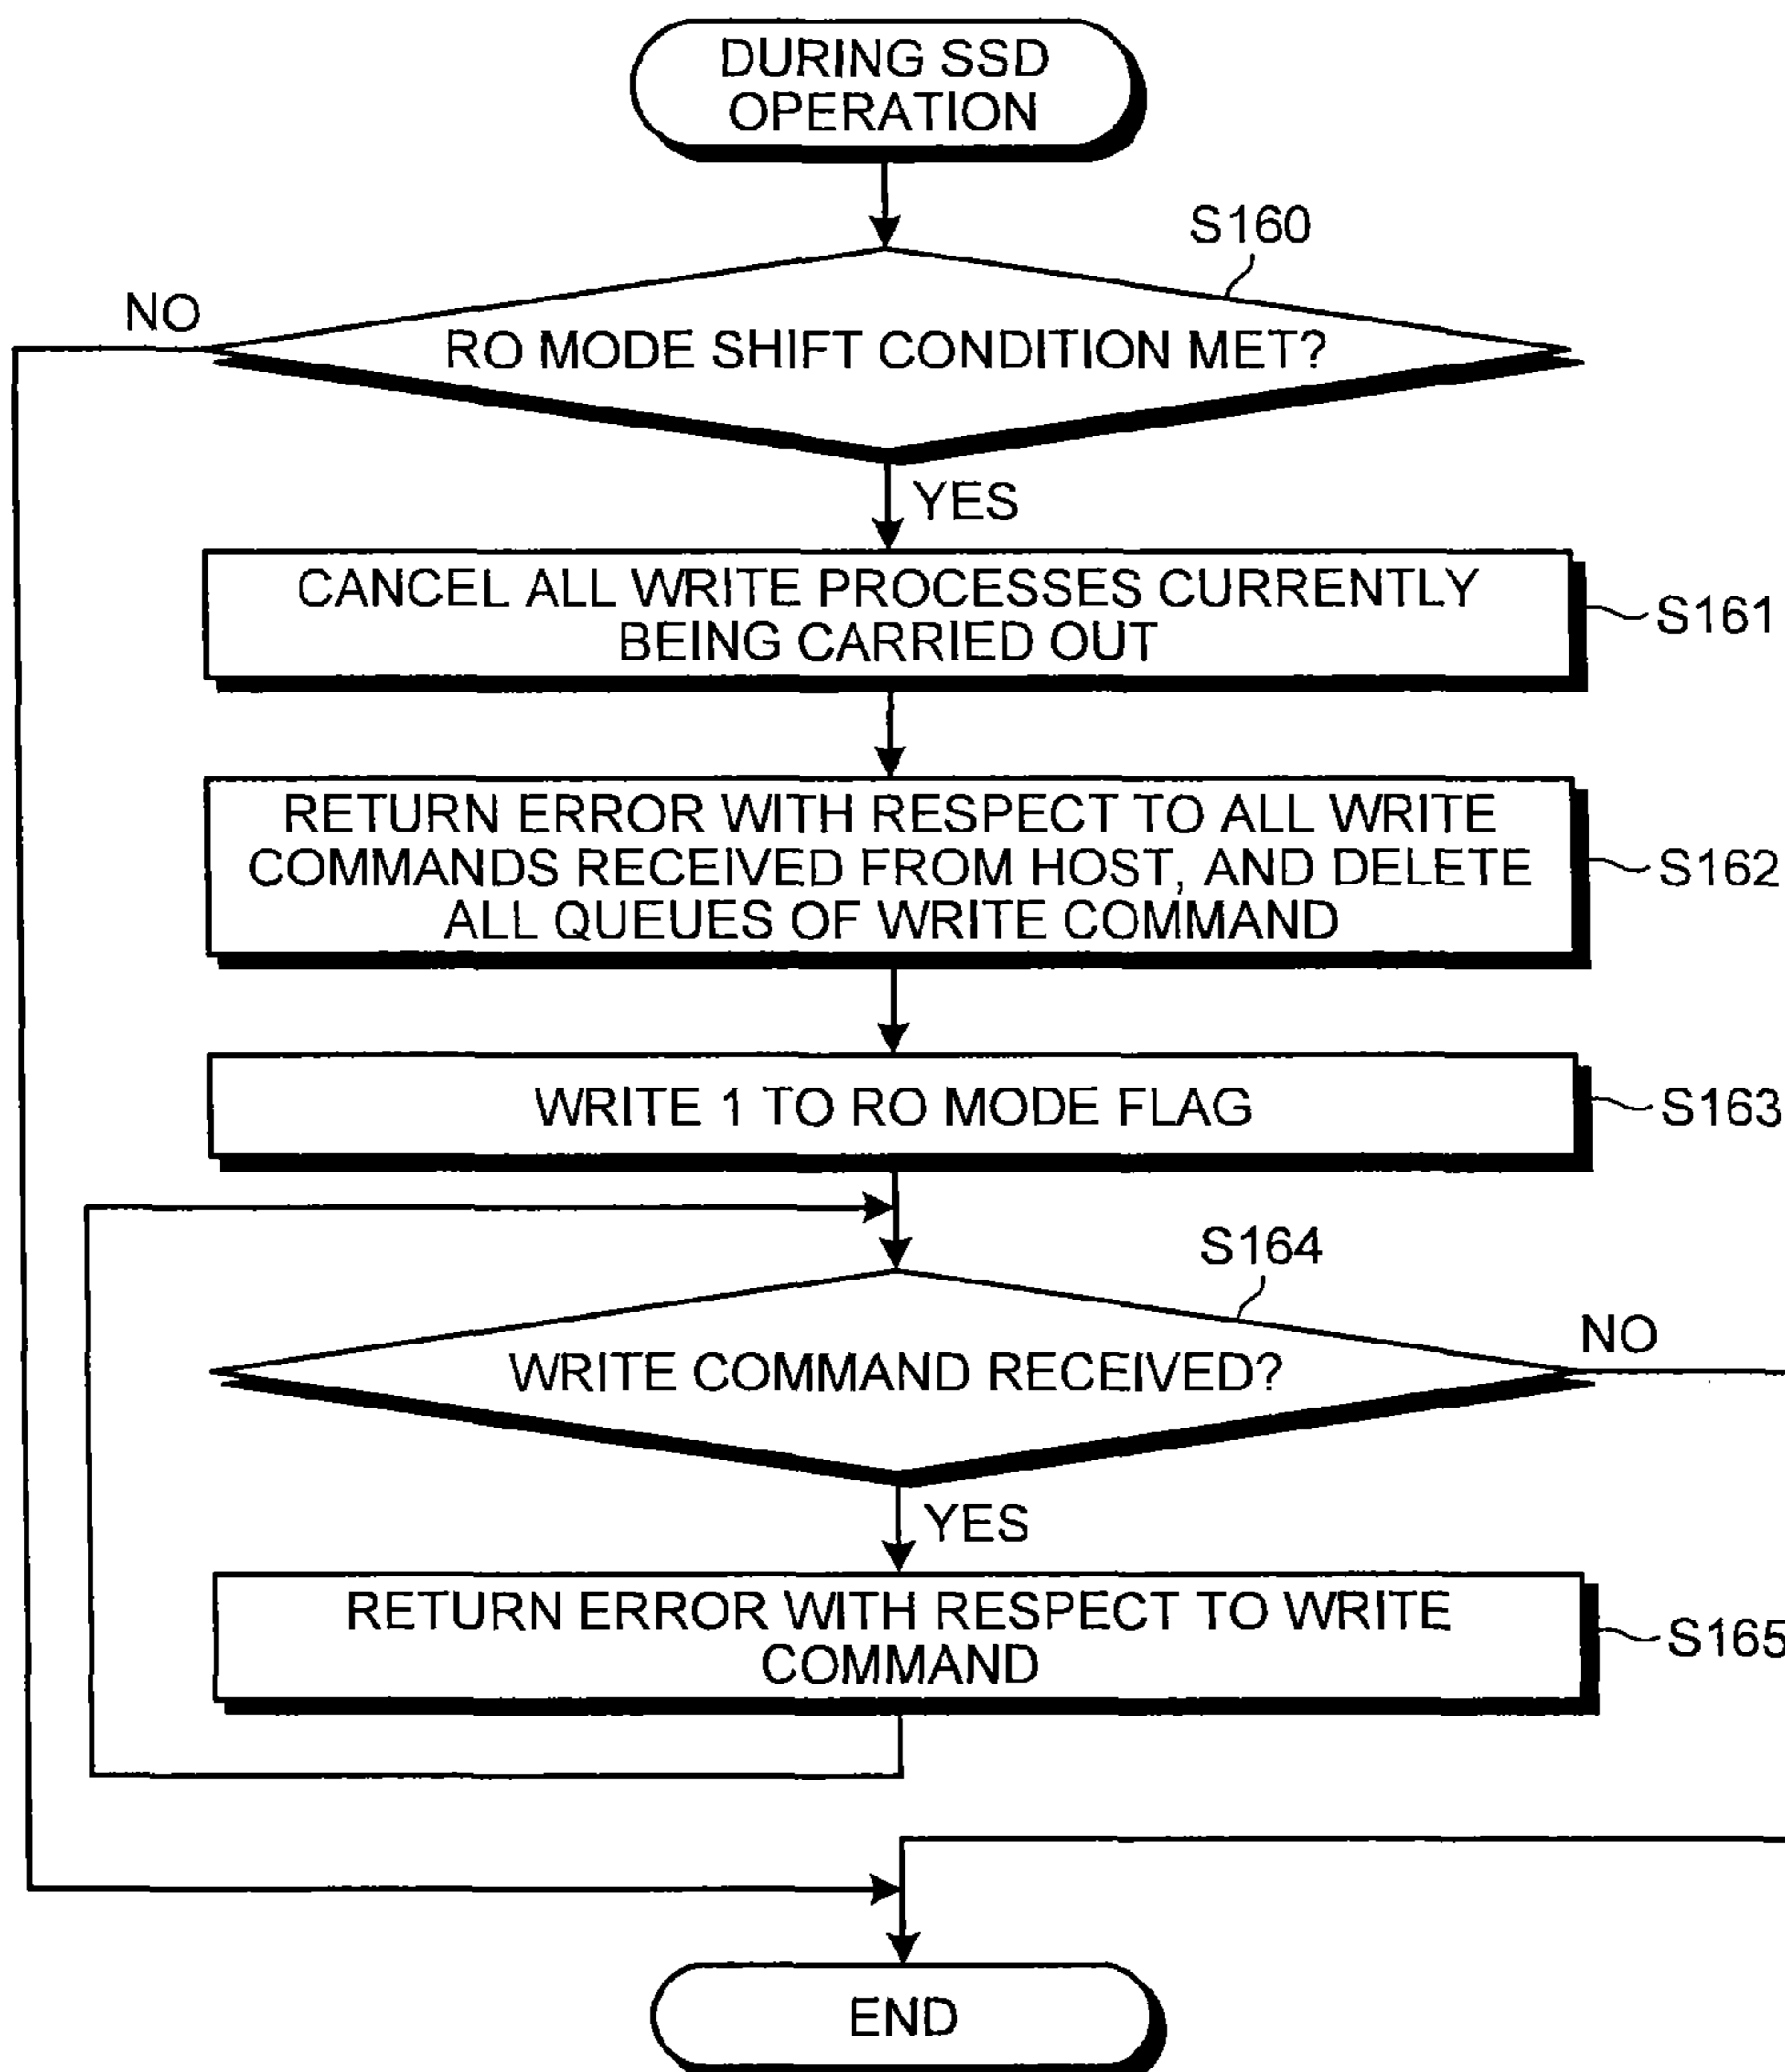 DURING SSD
OPERATION
S160
NO
RO MODE SHIFT CONDITION MET?
YES
CANCEL ALL WRITE PROCESSES CURRENTLY
BEING CARRIED OUT
S161
RETURN ERROR WITH RESPECT TO ALL WRITE
COMMANDS RECEIVED FROM HOST, AND DELETE
ALL QUEUES OF WRITE COMMAND
S162
WRITE 1 TO RO MODE FLAG
S163
S164
NO
WRITE COMMAND RECEIVED?
YES
RETURN ERROR WITH RESPECT TO WRITE
COMMAND
S165
END